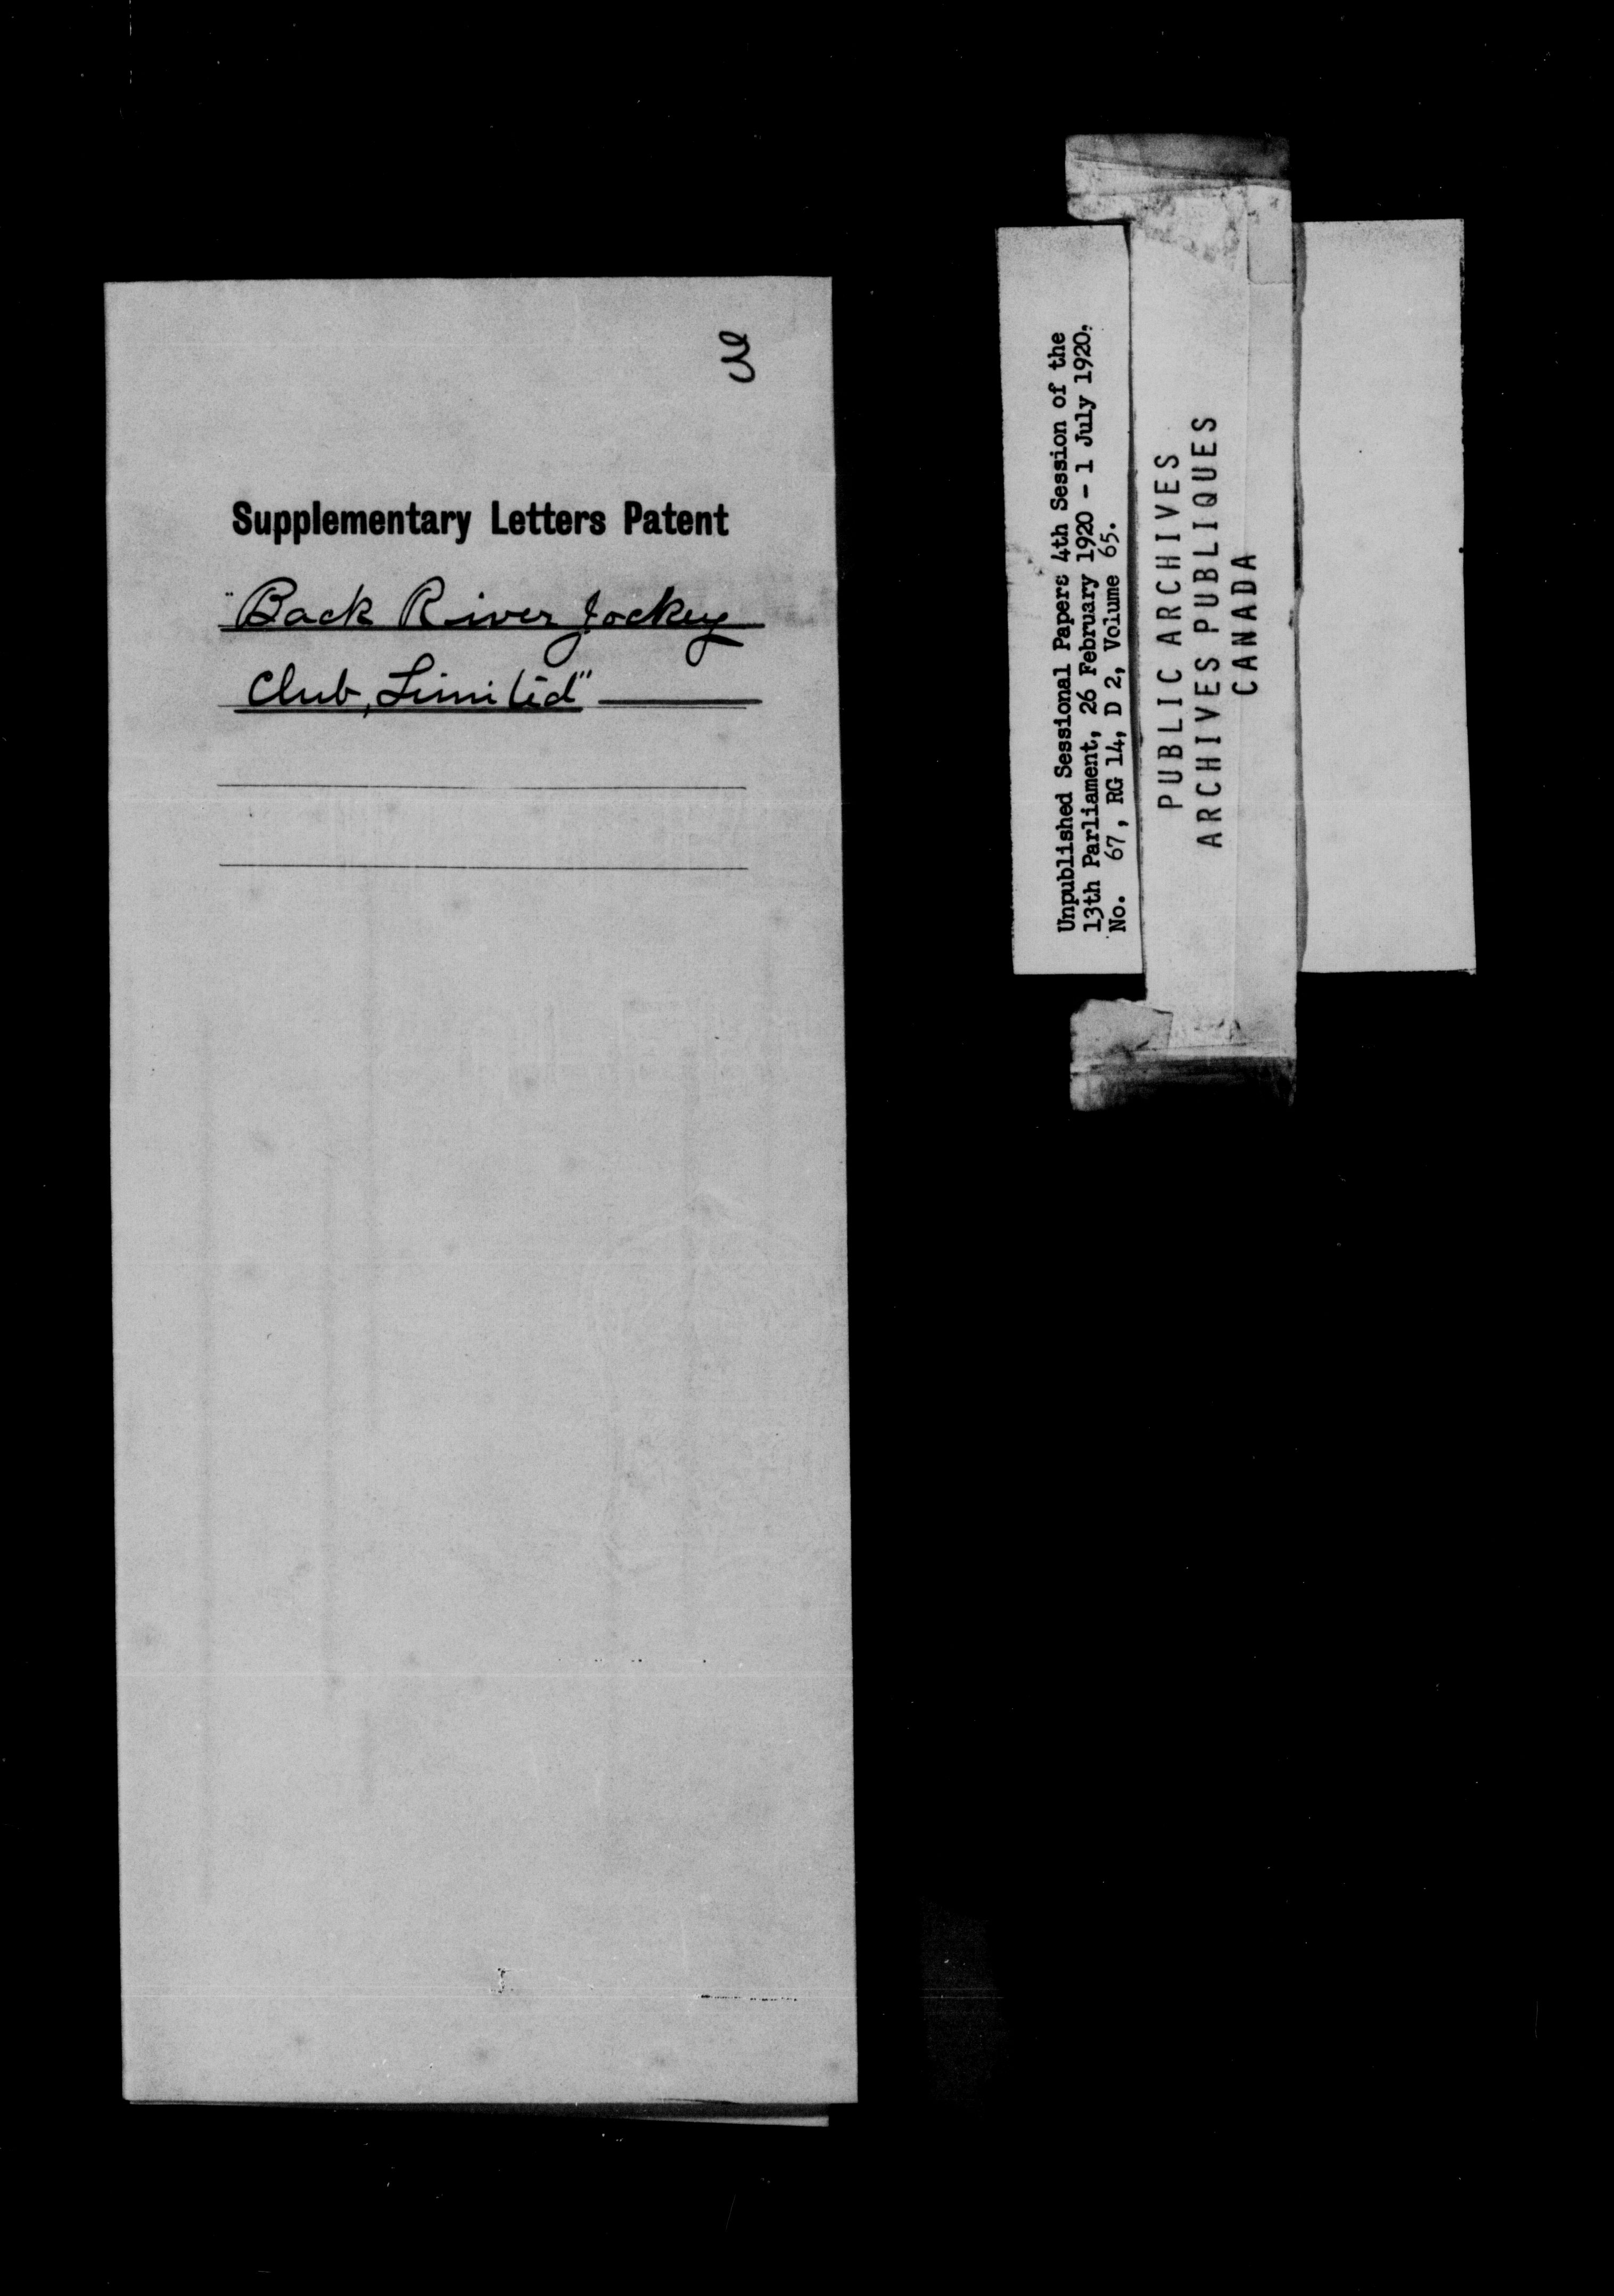 Supplementary Letters Patent
"Back River Jockey
Club, Limited"
Unpublished Sessional Papers 4th Session of the
13th Parliament, 26 February 1920 - 1 July 1920,
No. 67, RG 14, D 2, Volume 65.
PUBLIC ARCHIVES
ARCHIVES PUBLIQUES
CANADA